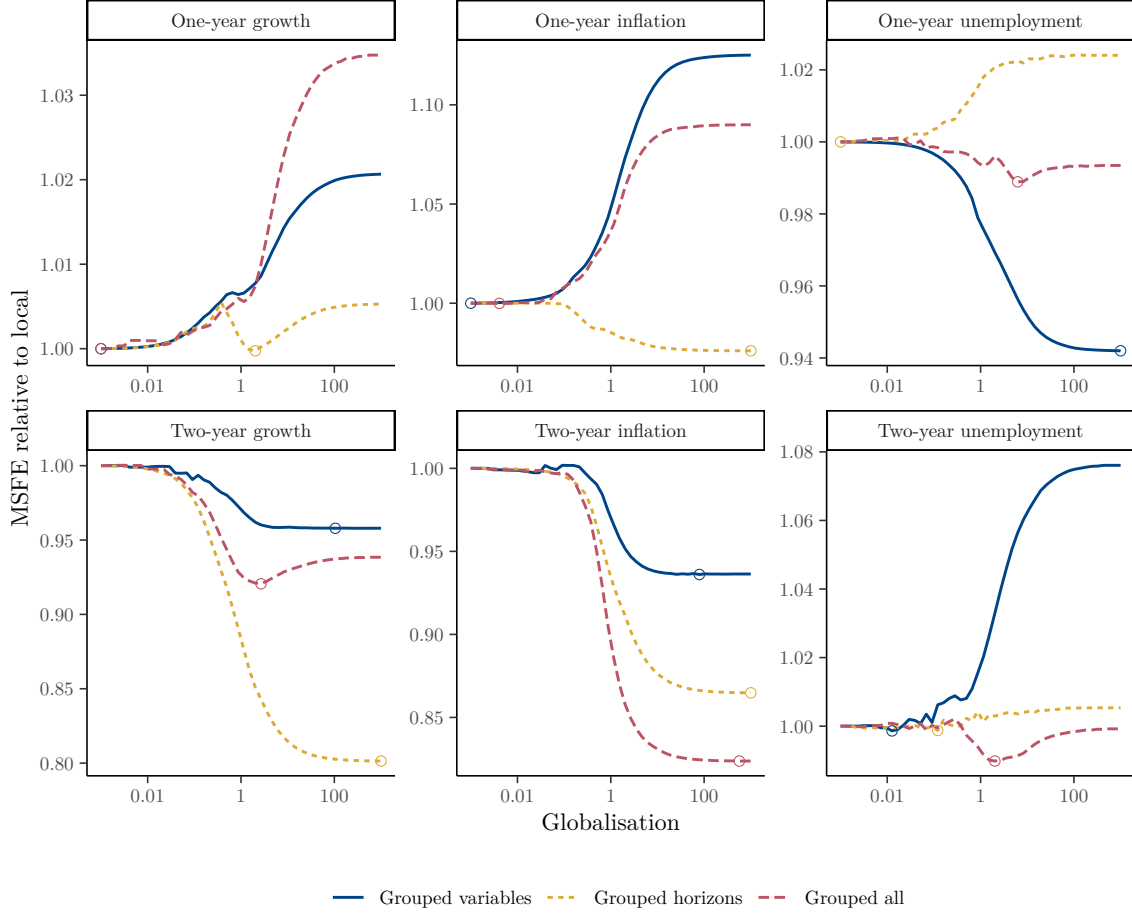 One-year growth
One-year inflation
One-year unemployment
1.03
1.02
1.01
1.00
0.01 1 100
1.10
1.05
1.00
0.01 1 100
1.02
1.00
0.98
0.96
0.94
0.01 1 100
MSFE relative to local
Two-year growth
Two-year inflation
Two-year unemployment
1.00
0.95
0.90
0.85
0.80
0.01 1 100
1.00
0.95
0.90
0.85
0.01 1 100
1.08
1.06
1.04
1.02
1.00
0.01 1 100
Globalisation
Grouped variables Grouped horizons Grouped all